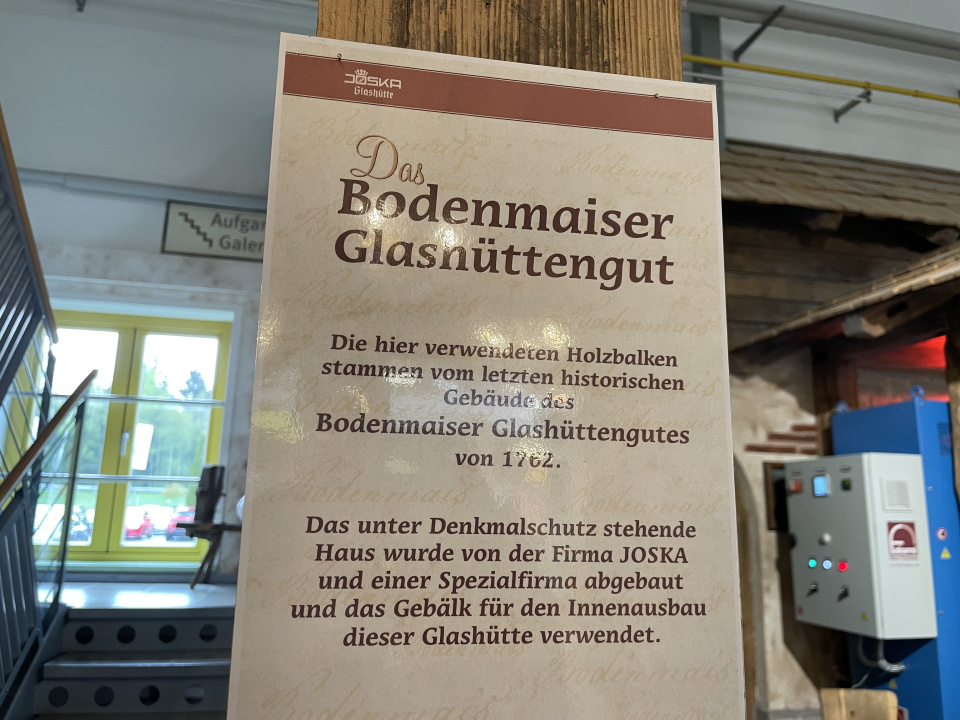 JOSKA
Glashütte
Das
Bodenmaiser
Glashüttengut
Die hier verwendeten Holzbalken
stammen vom letzten historischen
Gebäude des
Bodenmaiser Glashüttengutes
von 1762.
Das unter Denkmalschutz stehende
Haus wurde von der Firma JOSKA
und einer Spezialfirma abgebaut
und das Gebälk für den Innenausbau
dieser Glashütte verwendet.